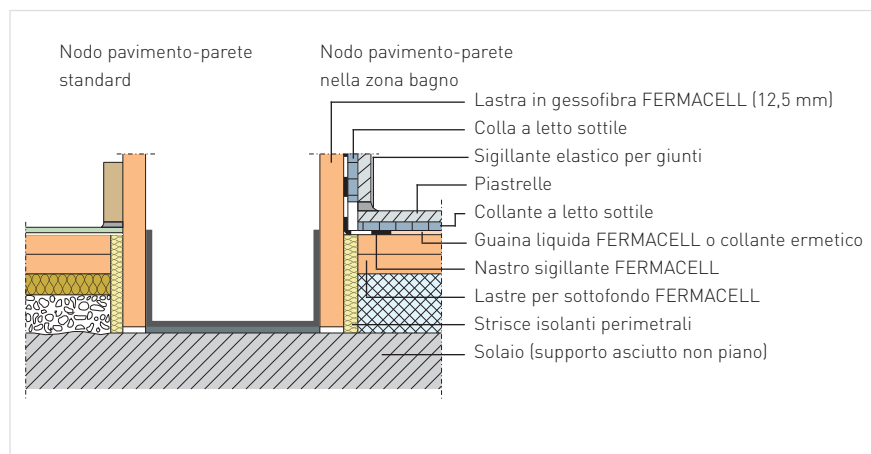 Nodo pavimento-parete
standard
Nodo pavimento-parete
nella zona bagno
Lastra in gessofibra FERMACELL (12,5 mm)
Colla a letto sottile
Sigillante elastico per giunti
Piastrelle
Collante a letto sottile
Guaina liquida FERMACELL o collante ermetico
Nastro sigillante FERMACELL
Lastre per sottofondo FERMACELL
Strisce isolanti perimetrali
Solaio (supporto asciutto non piano)